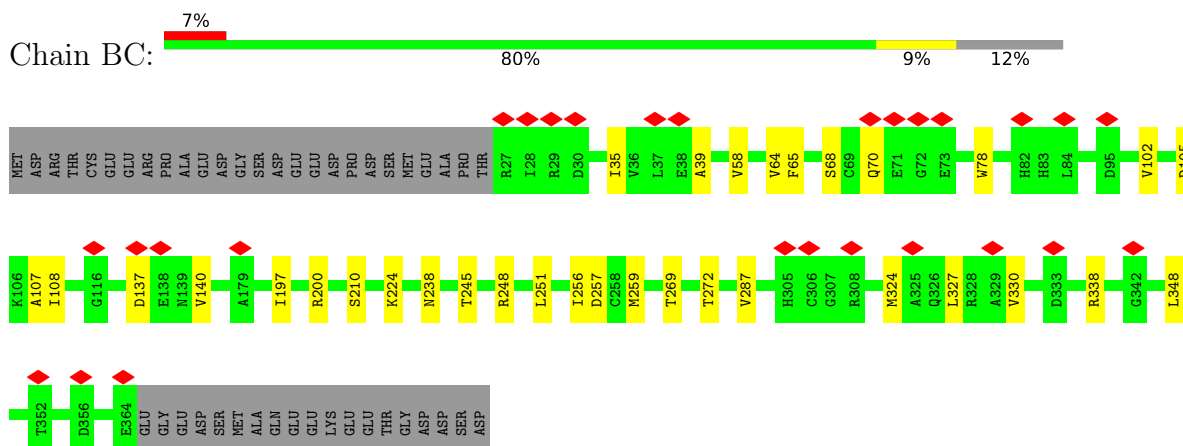 7%
Chain BC:
80% 9% 12%
MET ASP ARG THR CYS GLU GLU ARG PRO ALA GLU ASP GLY SER ASP GLU GLU ASP PRO ASP SER MET GLU ALA PRO THR R27 I28 R29 D30 I35 V36 L37 E38 A39 V58 V64 F65 S68 C69 Q70 E71 G72 E73 W78 H82 H83 L84 D95 V102
K106 A107 I108 G116 D137 E138 N139 V140 A179 I197 R200 S210 K224 N238 T245 R248 L251 I256 D257 C258 M259 T269 T272 V287 H305 C306 G307 R308 M324 A325 Q326 L327 R328 A329 V330 D333 R338 G342 L348
T352 D356 E364 GLU GLY GLU ASP SER MET ALA GLN GLU GLU LYS GLU GLU THR GLY ASP ASP SER ASP